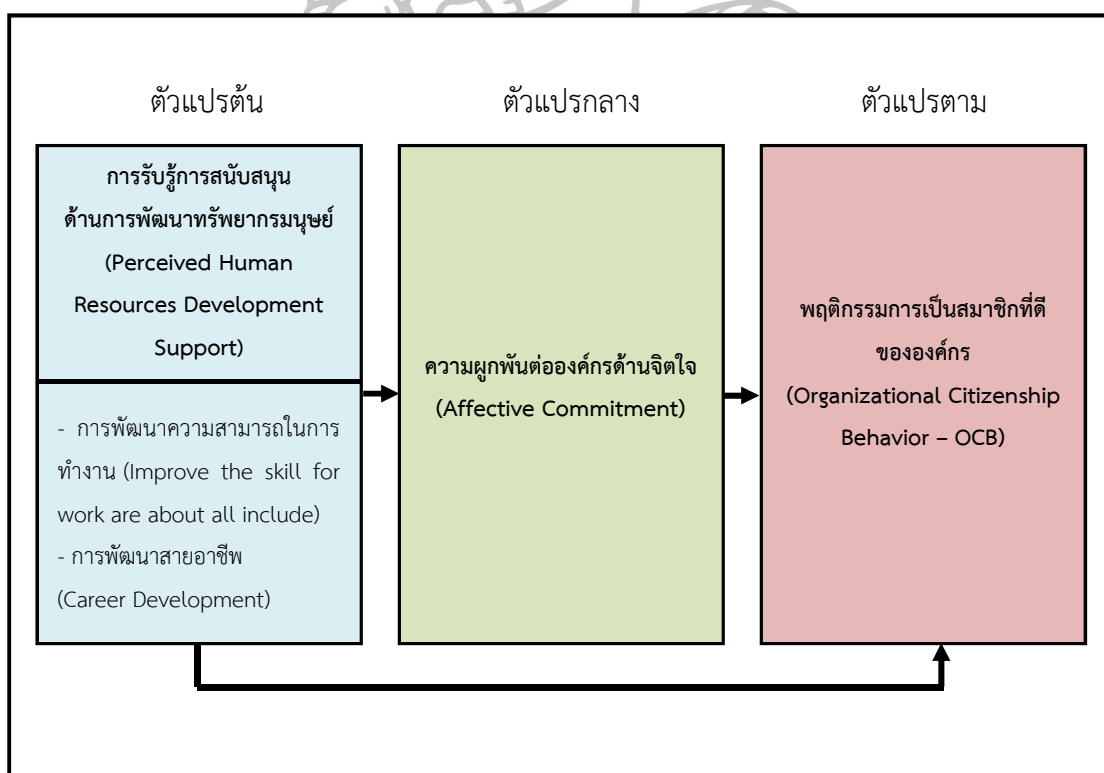 ตัวแปรต้น
ตัวแปรกลาง
ตัวแปรตาม
การรับรู้การสนับสนุน
ด้านการพัฒนาทรัพยากรมนุษย์
(Perceived Human
Resources Development
Support)
- การพัฒนาความสามารถในการ
ทำงาน (Improve the skill for
work are about all include)
- การพัฒนาสายอาชีพ
(Career Development)
ความผูกพันต่อองค์กรด้านจิตใจ
(Affective Commitment)
พฤติกรรมการเป็นสมาชิกที่ดี
ขององค์กร
(Organizational Citizenship
Behavior – OCB)